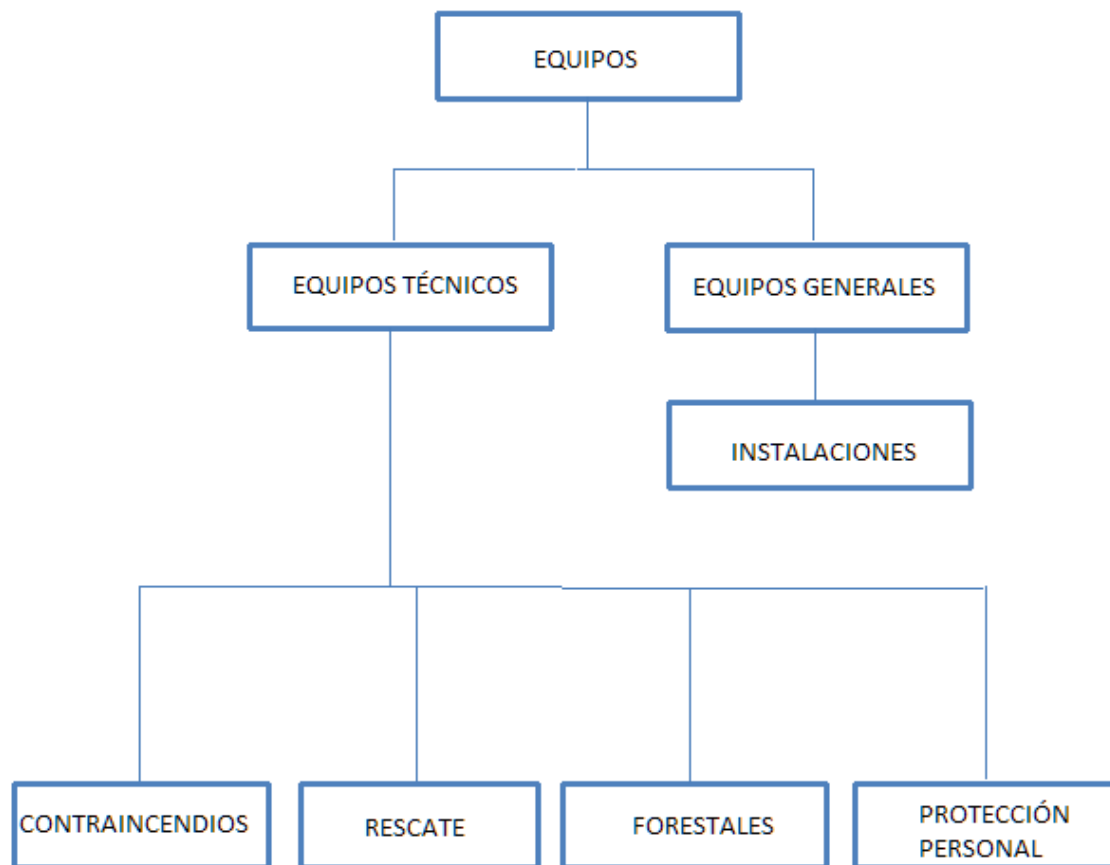 EQUIPOS
EQUIPOS TÉCNICOS
EQUIPOS GENERALES
INSTALACIONES
CONTRAINCENDIOS
RESCATE
FORESTALES
PROTECCIÓN
PERSONAL